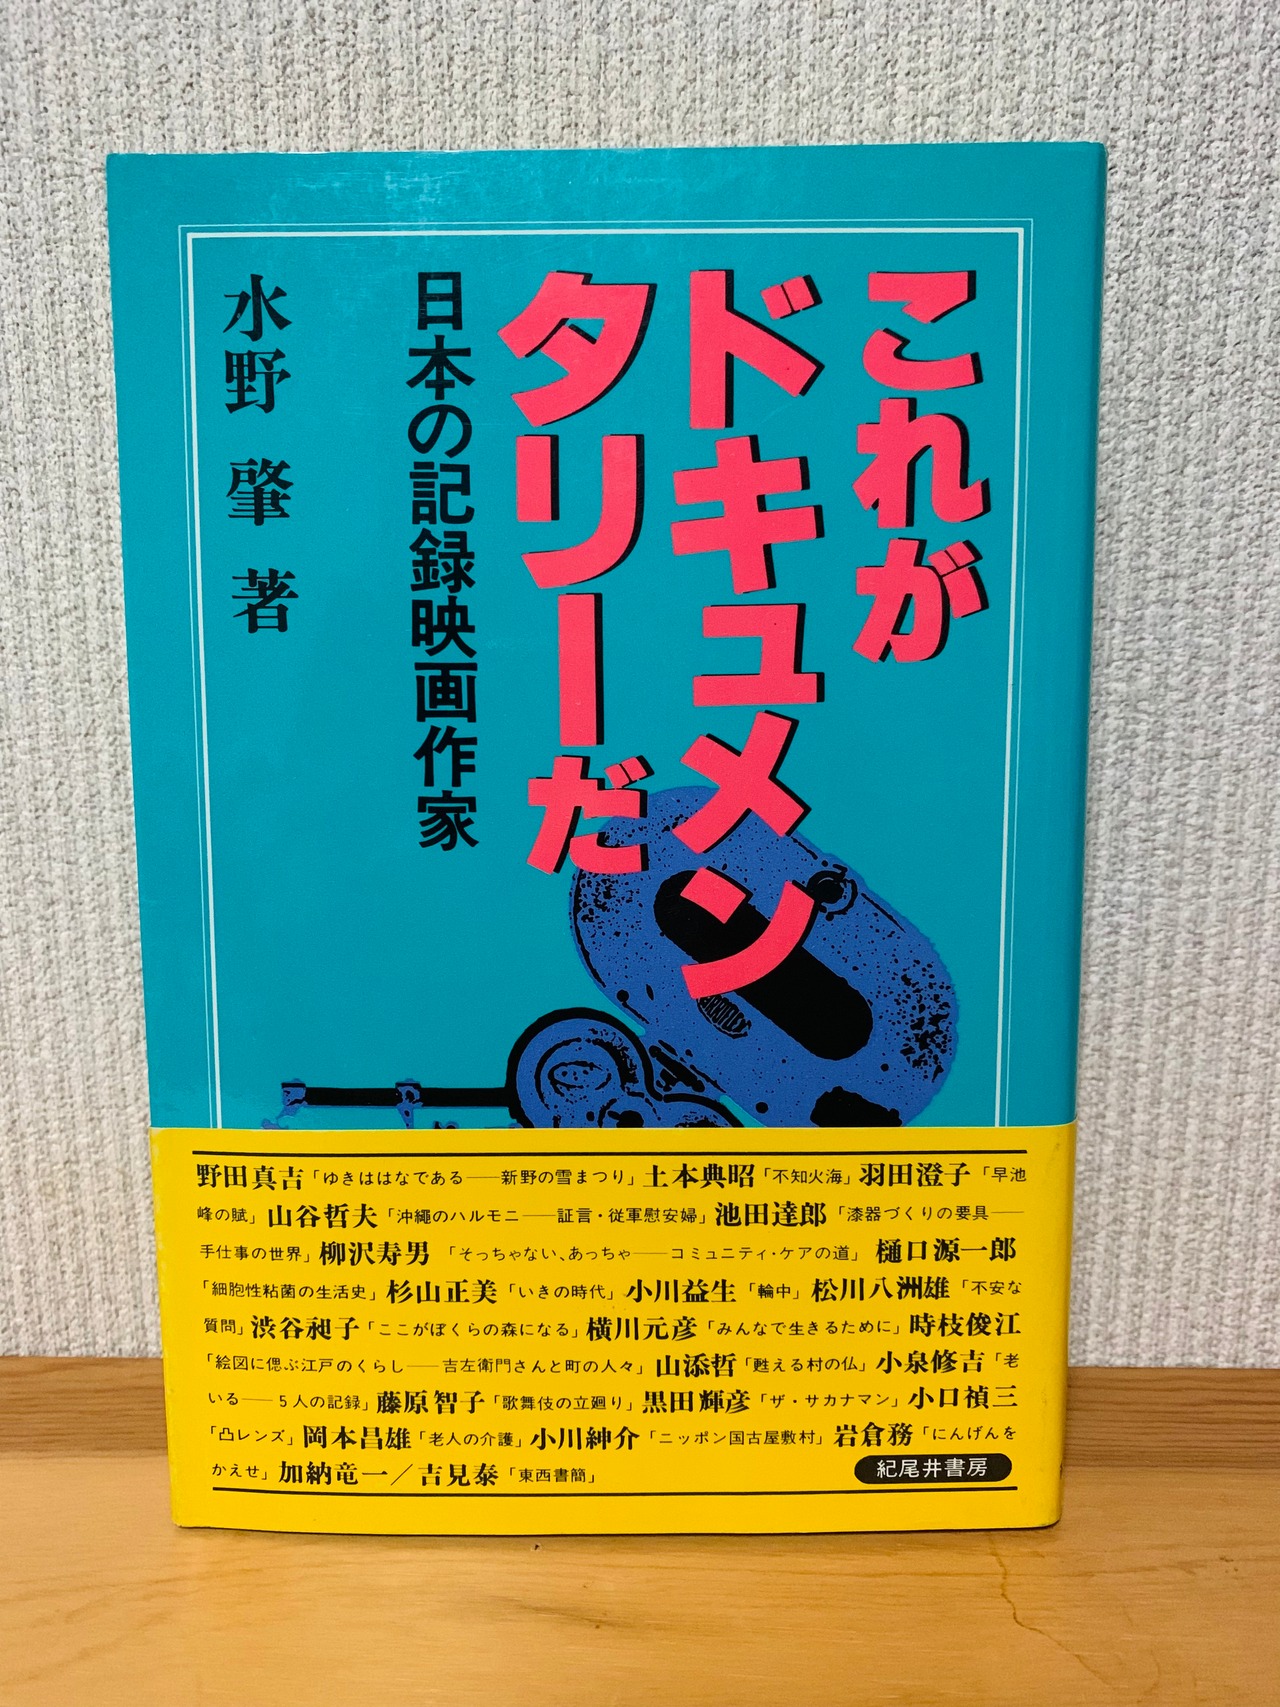 これが
ドキュメン
タリーだ
日本の記録映画作家
水野 肇 著
野田真吉「ゆきははなである――新野の雪まつり」土本典昭「不知火海」羽田澄子「早池
峰の賦」山谷哲夫「沖繩のハルモニ――証言・従軍慰安婦」池田達郎「漆器づくりの要具――
手仕事の世界」柳沢寿男「そっちゃない、あっちゃ――コミュニティ・ケアの道」樋口源一郎
「細胞性粘菌の生活史」杉山正美「いきの時代」小川益生「輪中」松川八洲雄「不安な
質問」渋谷昶子「ここがぼくらの森になる」横川元彦「みんなで生きるために」時枝俊江
「絵図に偲ぶ江戸のくらし――吉左衛門さんと町の人々」山添哲「甦える村の仏」小泉修吉「老
いる――5人の記録」藤原智子「歌舞伎の立廻り」黒田輝彦「ザ・サカナマン」小口禎三
「凸レンズ」岡本昌雄「老人の介護」小川紳介「ニッポン国古屋敷村」岩倉務「にんげんを
かえせ」加納竜一／吉見泰「東西書簡」
紀尾井書房